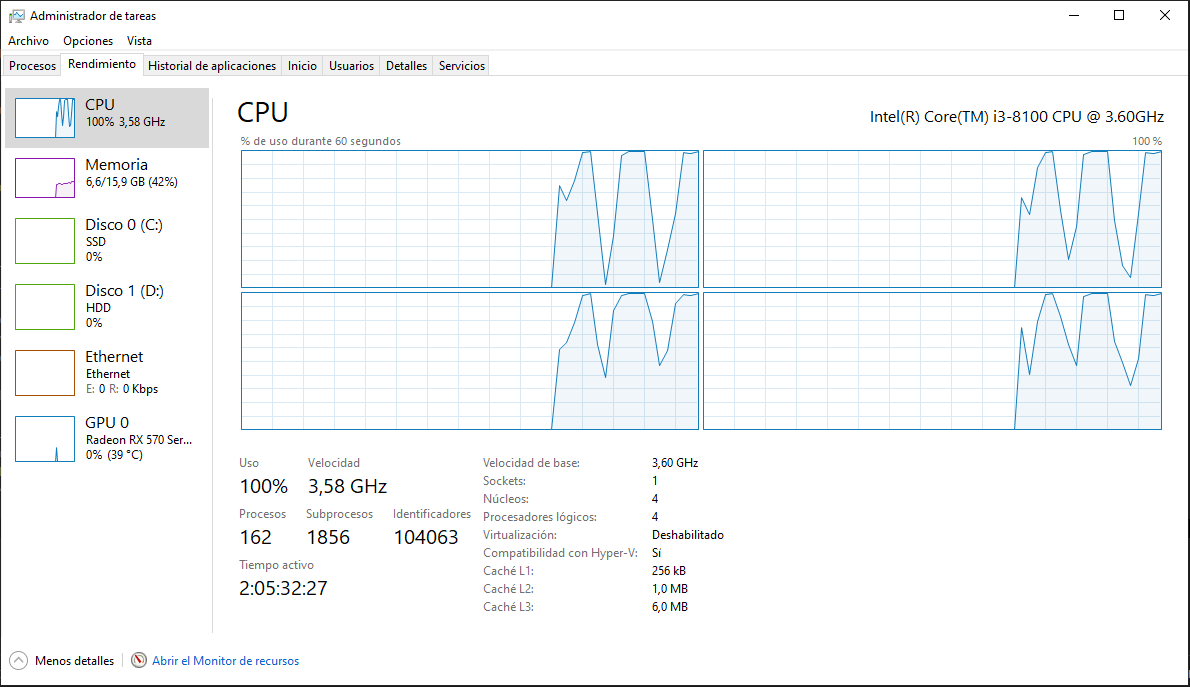 Administrador de tareas
Archivo Opciones Vista
Procesos Rendimiento Historial de aplicaciones Inicio Usuarios Detalles Servicios
CPU
100% 3,58 GHz
Memoria
6,6/15,9 GB (42%)
Disco 0 (C:)
SSD
0%
Disco 1 (D:)
HDD
0%
Ethernet
Ethernet
E: 0 R: 0 Kbps
GPU 0
Radeon RX 570 Ser...
0% (39 °C)
CPU
Intel(R) Core(TM) i3-8100 CPU @ 3.60GHz
% de uso durante 60 segundos 100 %
Uso Velocidad
100% 3,58 GHz
Procesos Subprocesos Identificadores
162 1856 104063
Tiempo activo
2:05:32:27
Velocidad de base: 3,60 GHz
Sockets: 1
Núcleos: 4
Procesadores lógicos: 4
Virtualización: Deshabilitado
Compatibilidad con Hyper-V: Sí
Caché L1: 256 kB
Caché L2: 1,0 MB
Caché L3: 6,0 MB
Menos detalles Abrir el Monitor de recursos